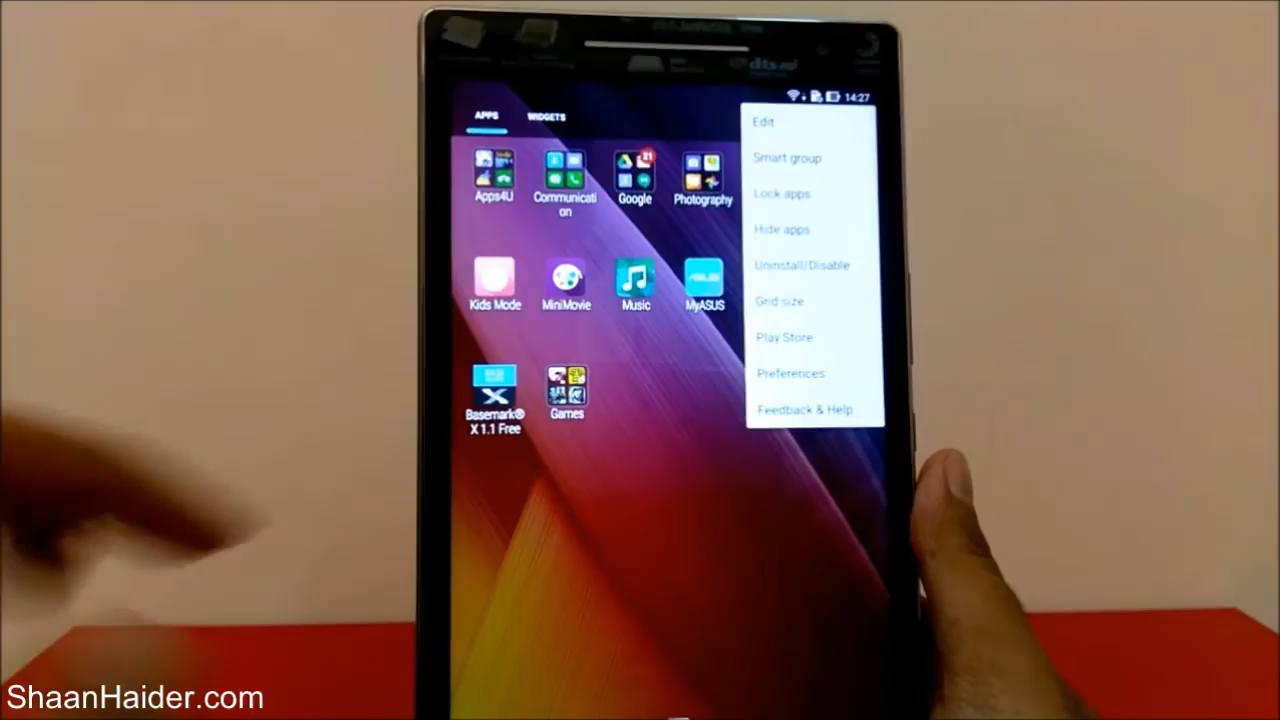 dts
14:27
APPS
WIDGETS
Edit
Smart group
Lock apps
Hide apps
Uninstall/Disable
Grid size
Play Store
Preferences
Feedback & Help
Apps4U
Communicati
on
21
Google
Photography
Kids Mode
MiniMovie
Music
MyASUS
Basemark®
X 1.1 Free
Games
ShaanHaider.com